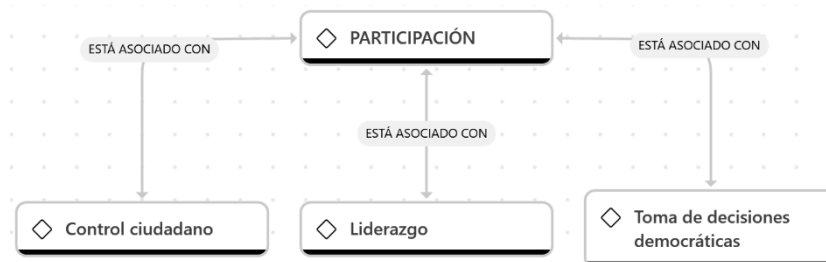 PARTICIPACIÓN
ESTÁ ASOCIADO CON
ESTÁ ASOCIADO CON
ESTÁ ASOCIADO CON
Control ciudadano
Liderazgo
Toma de decisiones
democráticas